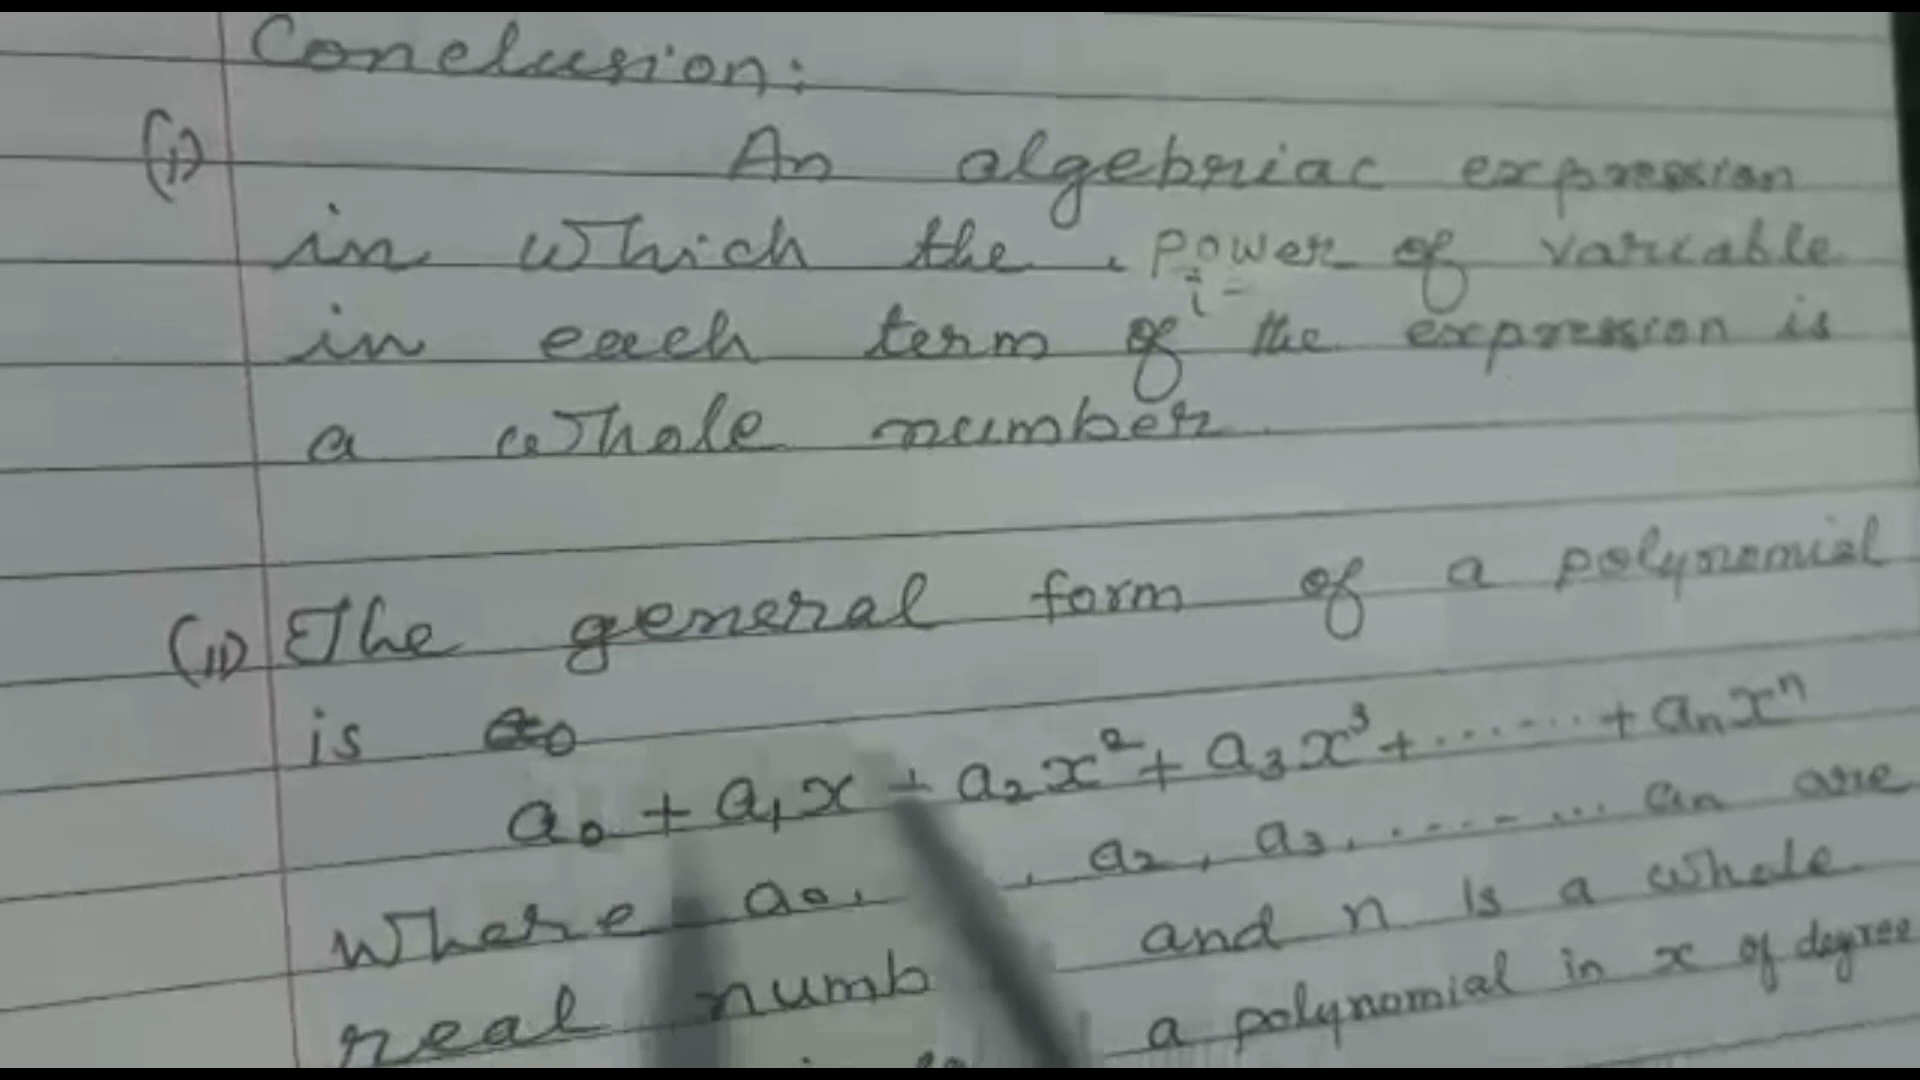 Conclusion:
(i) An algebriac expression
in which the power of variable
in each term of the expression is
a whole number
(ii) The general form of a polynomial
is
a₀ + a₁x + a₂x² + a₃x³ + ....... + aₙxⁿ
Where a₀, , a₂, a₃, ......... aₙ are
real numb and n is a whole
a polynomial in x of degree